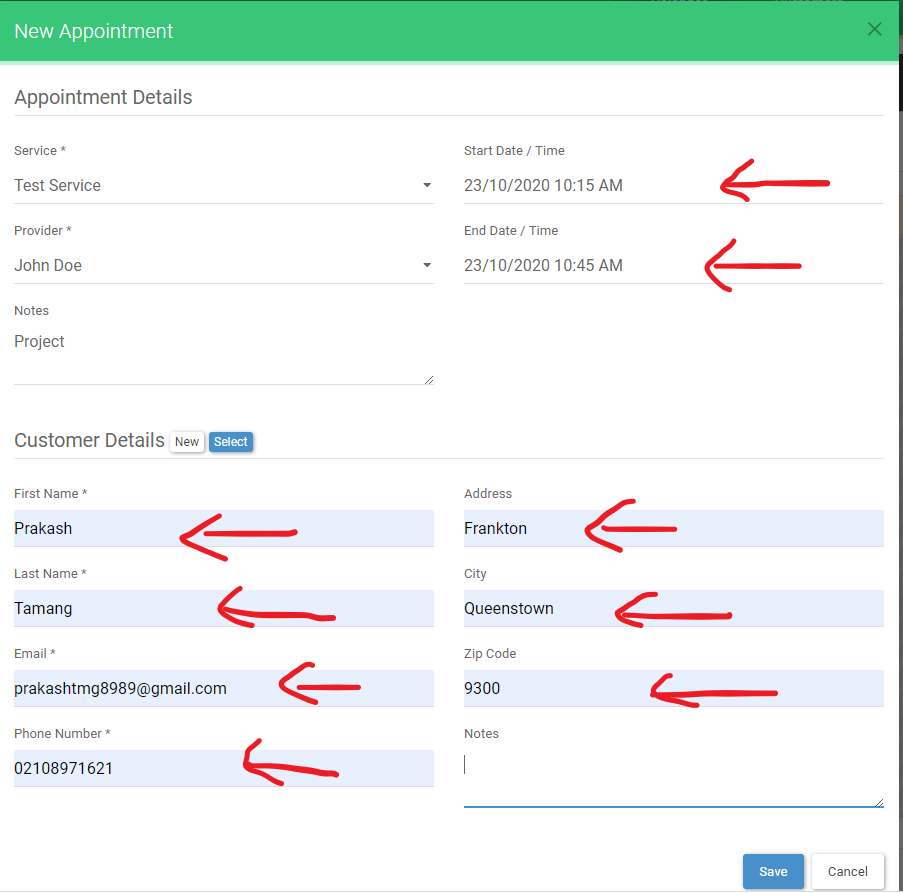 New Appointment
Appointment Details
Service *
Test Service
Start Date / Time
23/10/2020 10:15 AM
Provider *
John Doe
End Date / Time
23/10/2020 10:45 AM
Notes
Project
Customer Details New Select
First Name *
Prakash
Address
Frankton
Last Name *
Tamang
City
Queenstown
Email *
prakashtmg8989@gmail.com
Zip Code
9300
Phone Number *
02108971621
Notes
Save Cancel